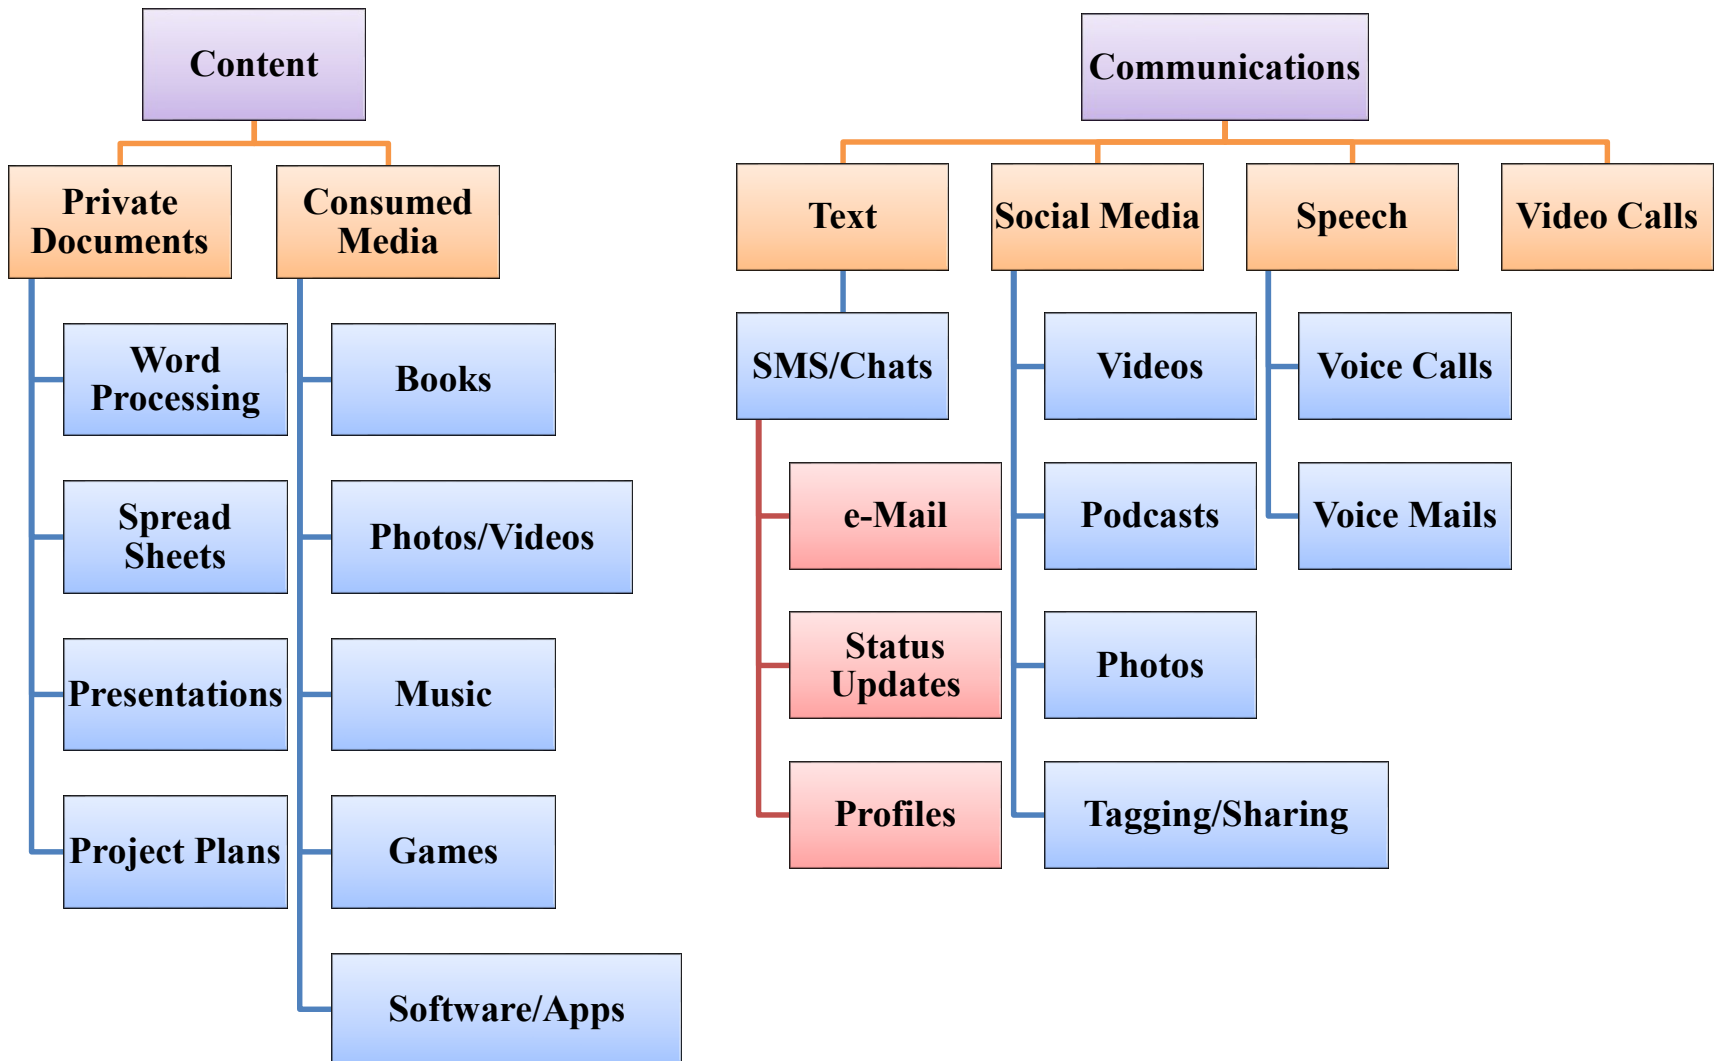 Content
Private
Documents
Consumed
Media
Word
Processing
Spread
Sheets
Presentations
Project Plans
Books
Photos/Videos
Music
Games
Software/Apps
Communications
Text
Social Media
Speech
Video Calls
SMS/Chats
e-Mail
Status
Updates
Profiles
Videos
Podcasts
Photos
Tagging/Sharing
Voice Calls
Voice Mails